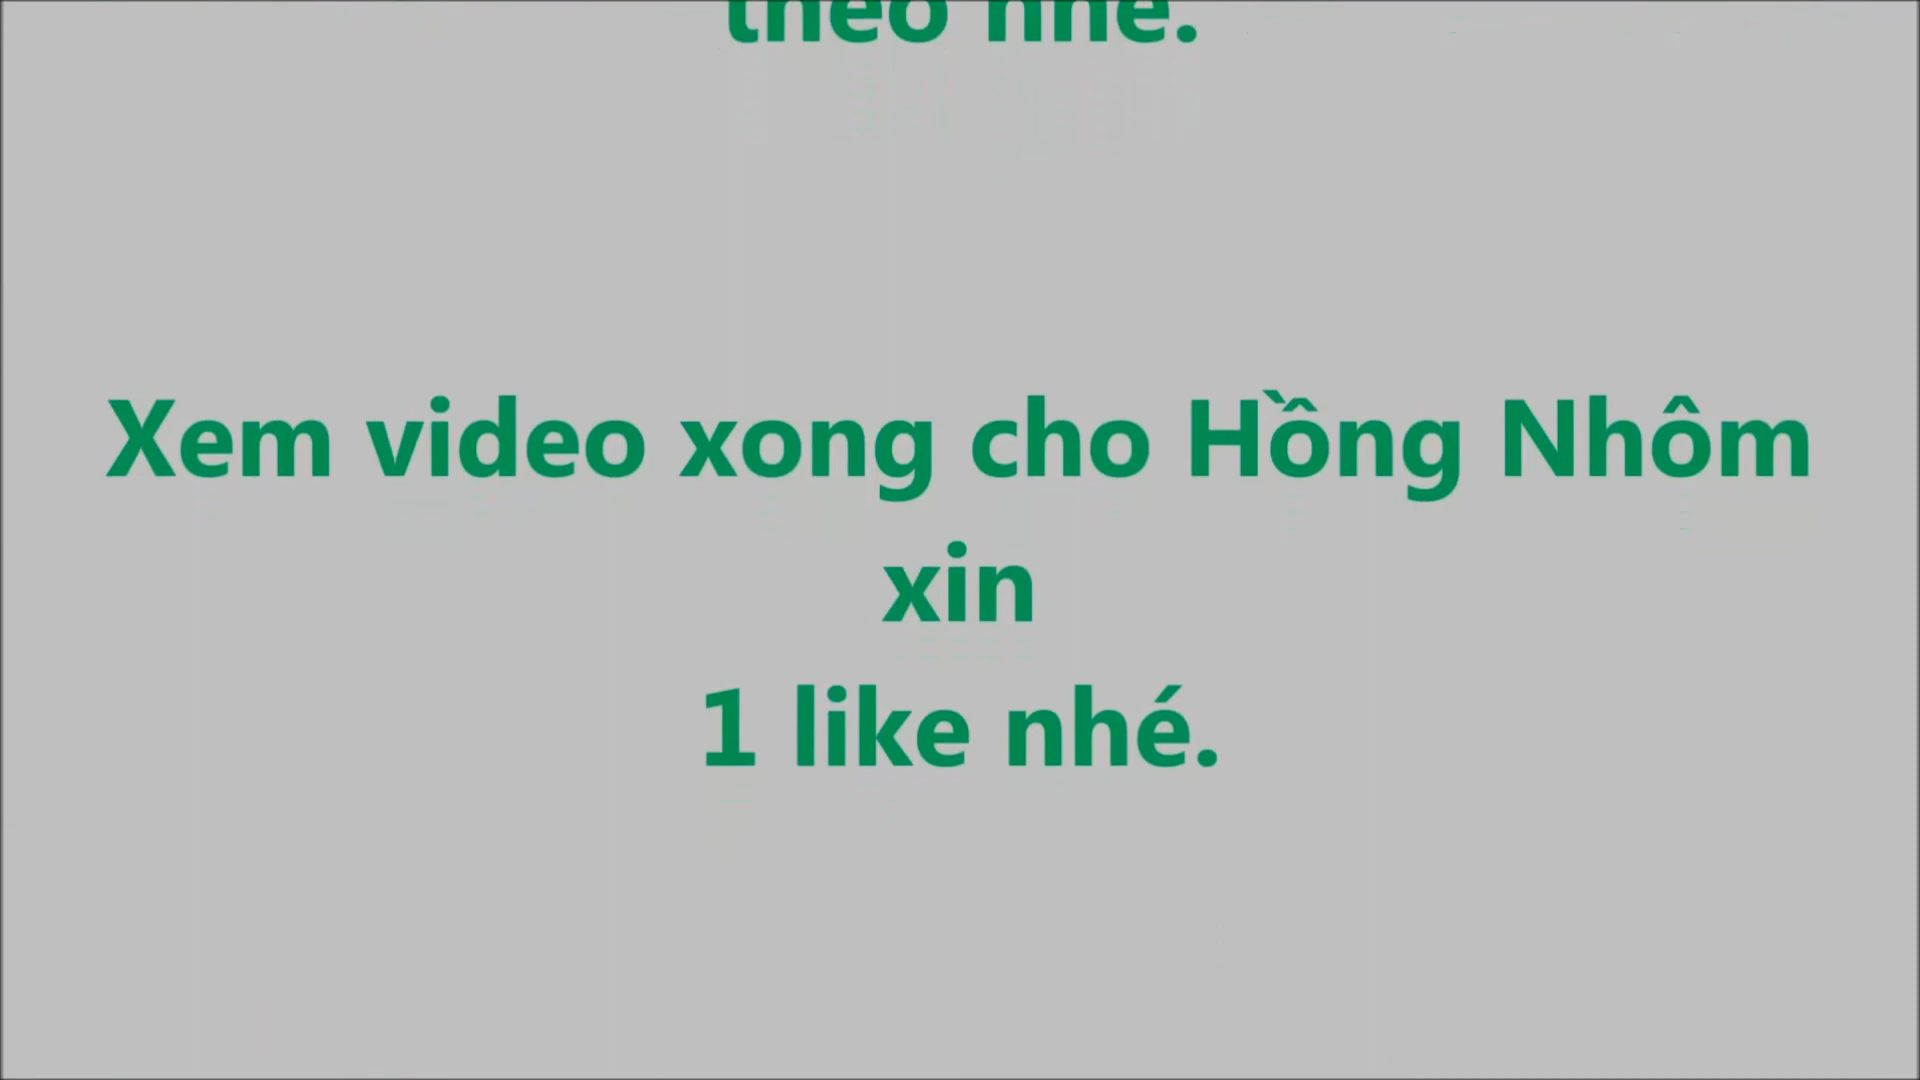 theo nhé.
Xem video xong cho Hồng Nhôm
xin
1 like nhé.